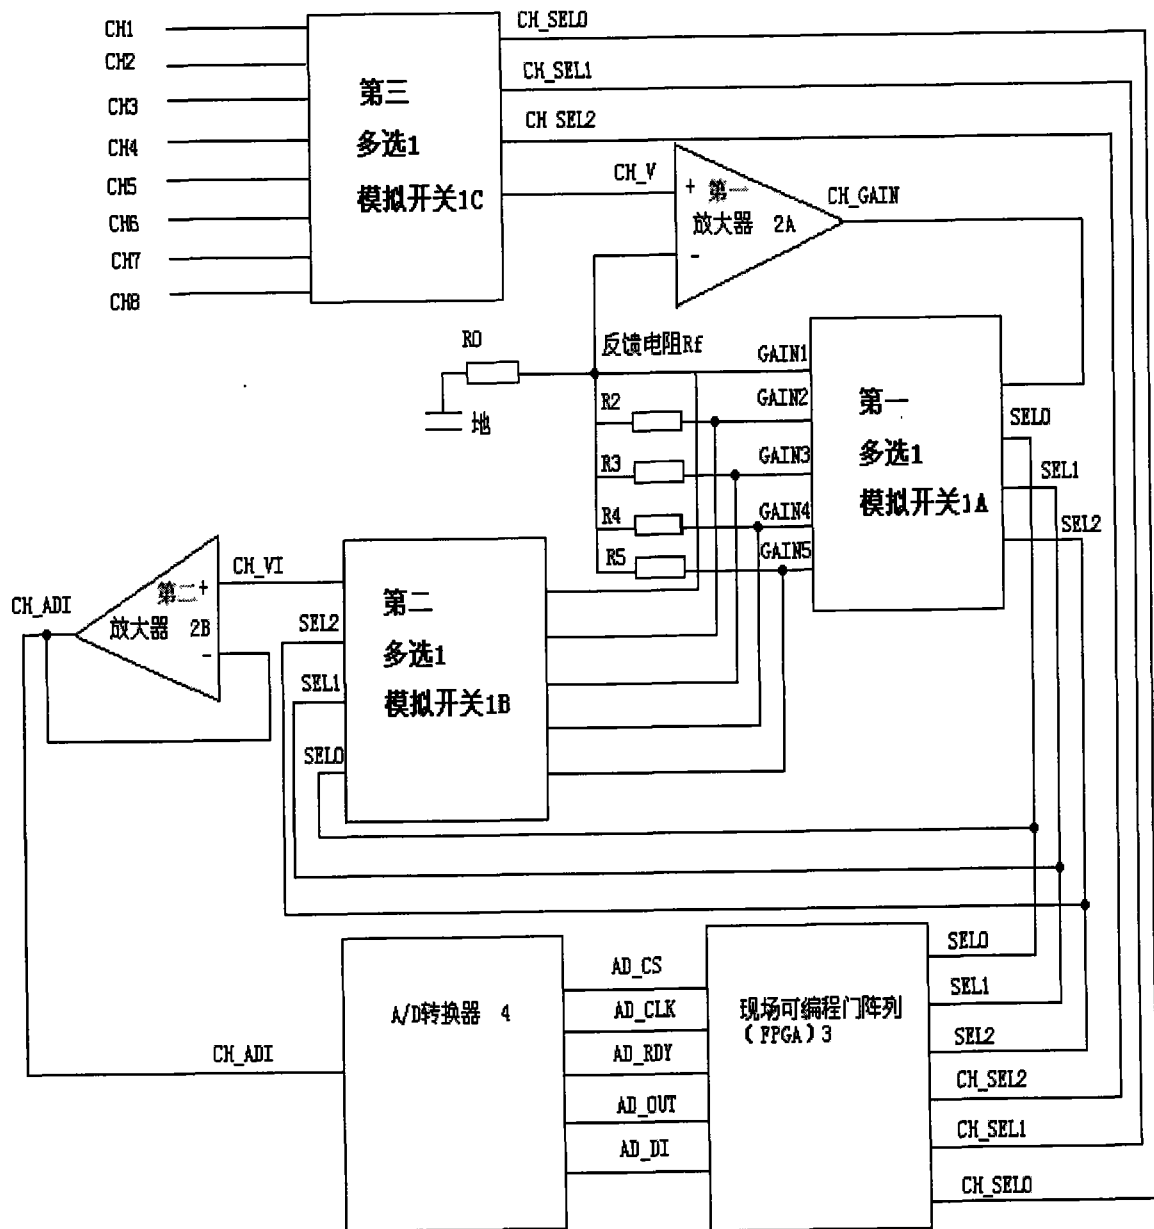 CH1
CH2
CH3
CH4
CH5
CH6
CH7
CH8
第三
多选1
模拟开关1C
CH_SEL0
CH_SEL1
CH SEL2
CH_V
+ 第一
放大器 2A
-
CH_GAIN
R0
地
反馈电阻Rf
R2
R3
R4
R5
GAIN1
GAIN2
GAIN3
GAIN4
GAIN5
第一
多选1
模拟开关1A
SEL0
SEL1
SEL2
CH_ADI
第二+
放大器 2B
-
CH_VI
SEL2
SEL1
SEL0
第二
多选1
模拟开关1B
CH_ADI
A/D转换器 4
AD_CS
AD_CLK
AD_RDY
AD_OUT
AD_DI
现场可编程门阵列
(FPGA)3
SEL0
SEL1
SEL2
CH_SEL2
CH_SEL1
CH_SEL0